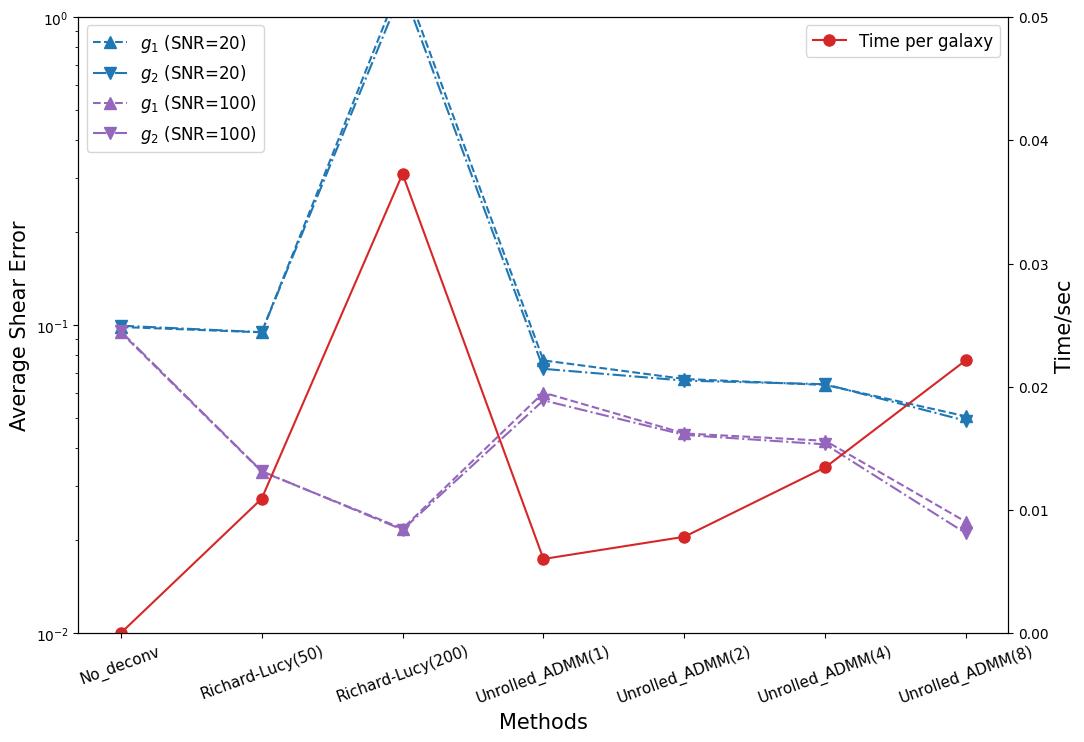 10⁰
10⁻¹
10⁻²
Average Shear Error
g₁ (SNR=20)
g₂ (SNR=20)
g₁ (SNR=100)
g₂ (SNR=100)
Time per galaxy
0.05
0.04
0.03
0.02
0.01
0.00
Time/sec
No_deconv
Richard-Lucy(50)
Richard-Lucy(200)
Unrolled_ADMM(1)
Unrolled_ADMM(2)
Unrolled_ADMM(4)
Unrolled_ADMM(8)
Methods